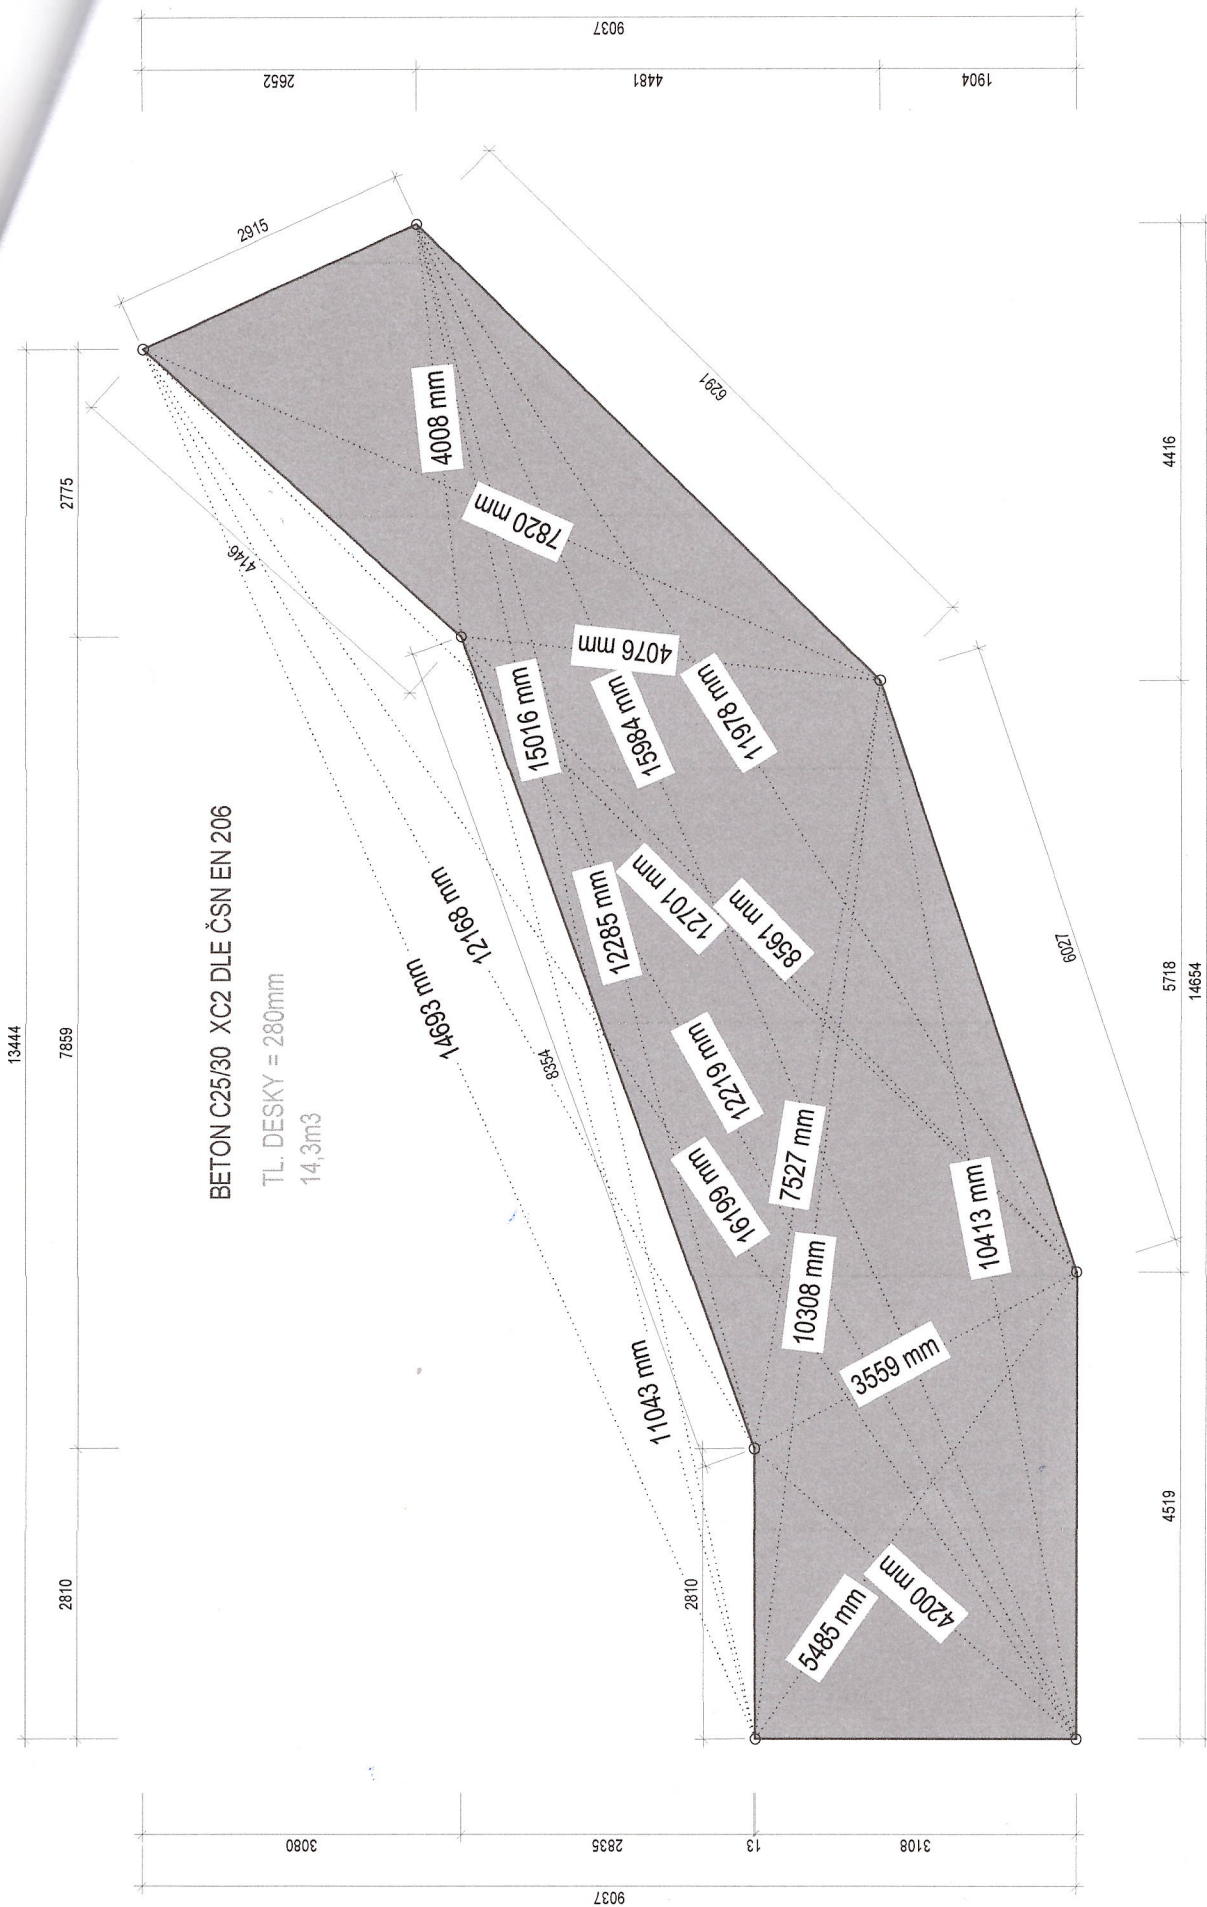 9037
2652
4481
1904
2915
6291
4146
13444
2775
7859
2810
BETON C25/30 XC2 DLE ČSN EN 206
TL. DESKY = 280mm
14,3m3
4008 mm
7820 mm
4076 mm
15016 mm
15984 mm
11978 mm
12285 mm
12701 mm
8561 mm
12168 mm
14693 mm
8354
12219 mm
16199 mm
7527 mm
10308 mm
10413 mm
3559 mm
11043 mm
2810
5485 mm
4200 mm
6027
4416
5718
14654
4519
3080
2835
13
3108
9037